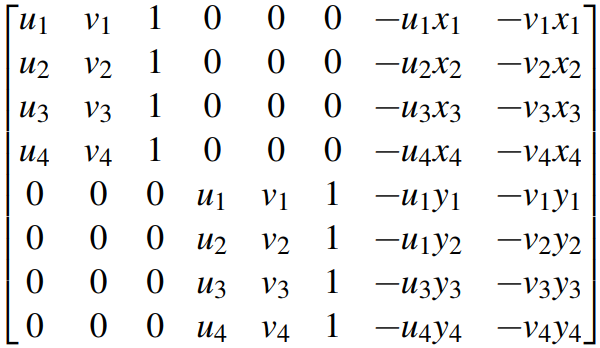 u₁ v₁ 1 0 0 0 −u₁x₁ −v₁x₁
u₂ v₂ 1 0 0 0 −u₂x₂ −v₂x₂
u₃ v₃ 1 0 0 0 −u₃x₃ −v₃x₃
u₄ v₄ 1 0 0 0 −u₄x₄ −v₄x₄
0 0 0 u₁ v₁ 1 −u₁y₁ −v₁y₁
0 0 0 u₂ v₂ 1 −u₁y₂ −v₂y₂
0 0 0 u₃ v₃ 1 −u₃y₃ −v₃y₃
0 0 0 u₄ v₄ 1 −u₄y₄ −v₄y₄